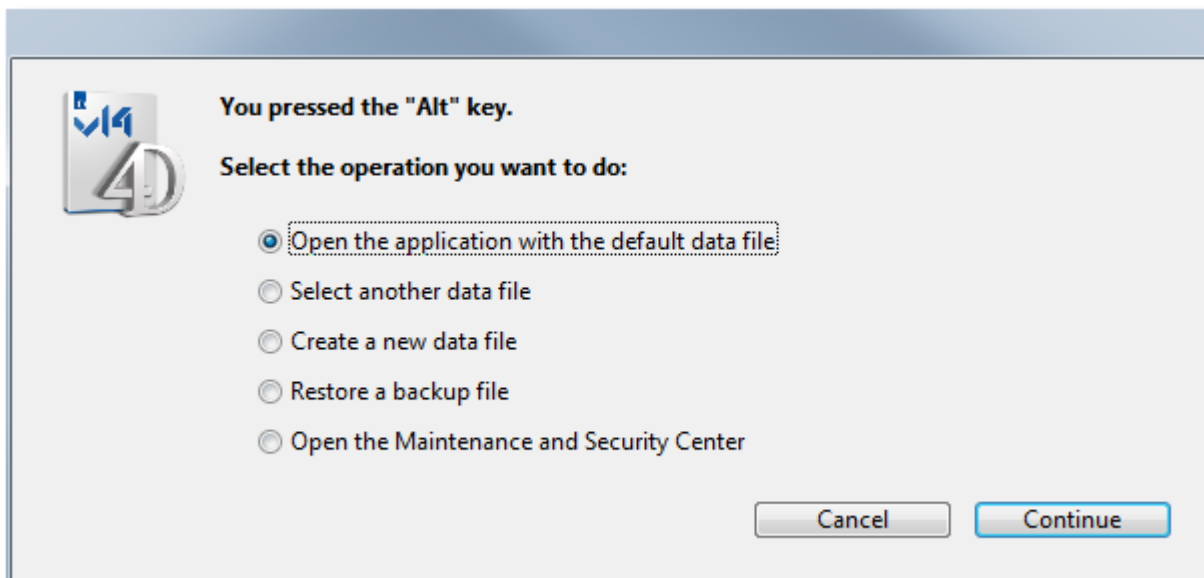 v14
4D
You pressed the "Alt" key.
Select the operation you want to do:
Open the application with the default data file
Select another data file
Create a new data file
Restore a backup file
Open the Maintenance and Security Center
Cancel Continue